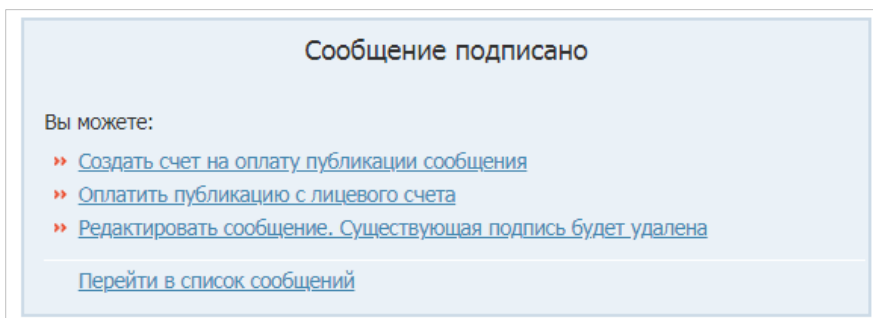 Сообщение подписано
Вы можете:
Создать счет на оплату публикации сообщения
Оплатить публикацию с лицевого счета
Редактировать сообщение. Существующая подпись будет удалена
Перейти в список сообщений